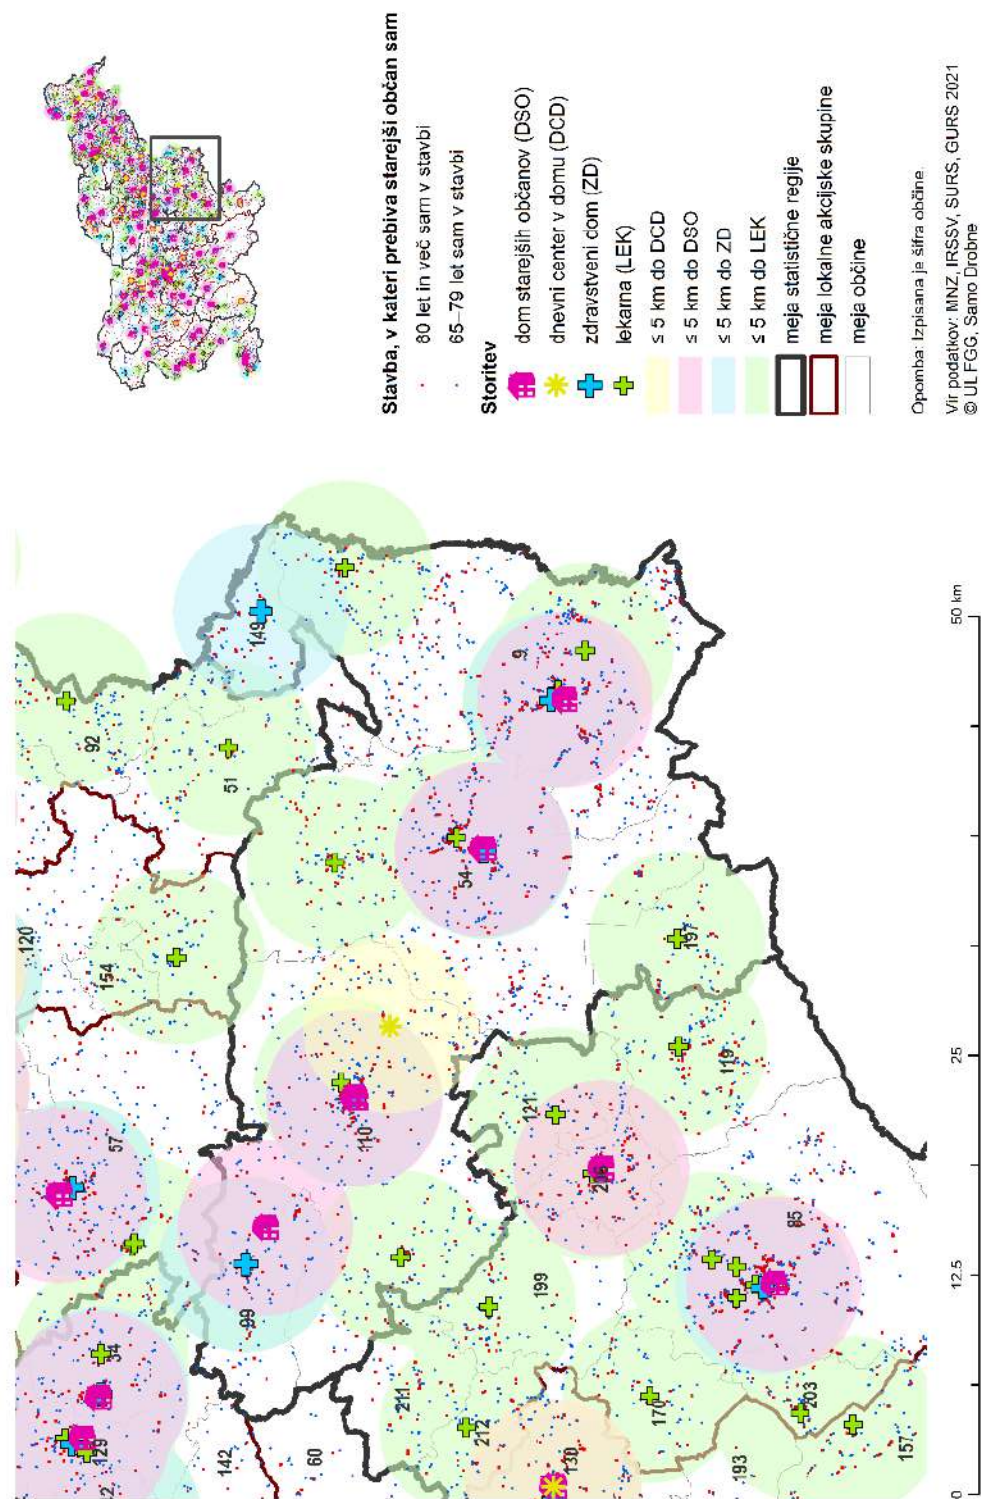 Stavba, v kateri prebiva starejši občan sam
80 let in več sam v stavbi
65–79 let sam v stavbi
Storitev
dom starejših občanov (DSO)
dnevni center v domu (DCD)
zdravstveni dom (ZD)
lekarna (LEK)
≤ 5 km do DCD
≤ 5 km do DSO
≤ 5 km do ZD
≤ 5 km do LEK
meja statistične regije
meja lokalne akcijske skupine
meja občine
Opomba: Izpisana je šifra občine.
Vir podatkov: MNZ, IRSSV, SURS, GURS 2021
© UL FGG, Samo Drobne
149
92
51
9
120
154
54
197
57
110
121
119
206
99
199
85
34
129
142
60
211
212
130
170
193
203
157
0
12.5
25
50 km